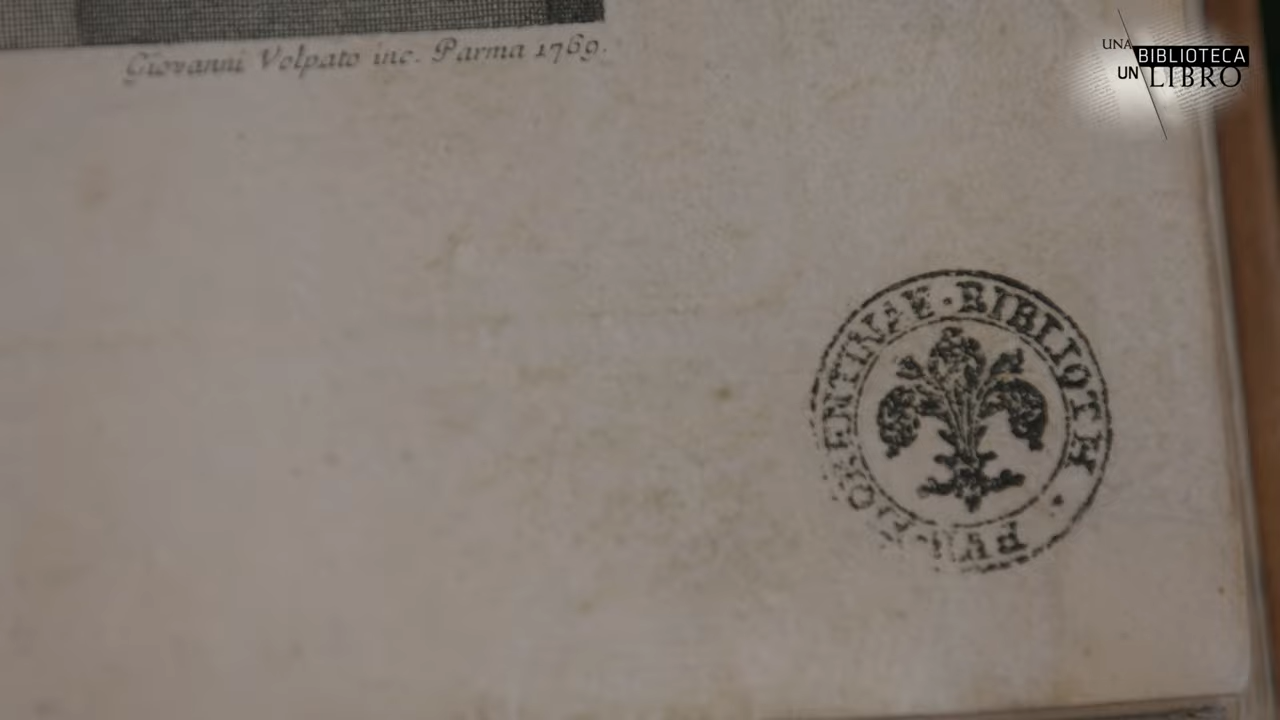 Giovanni Volpato inc. Parma 1769.
UNA
BIBLIOTECA
UN LIBRO
FLORENTINAE · BIBLIOTH · PVB